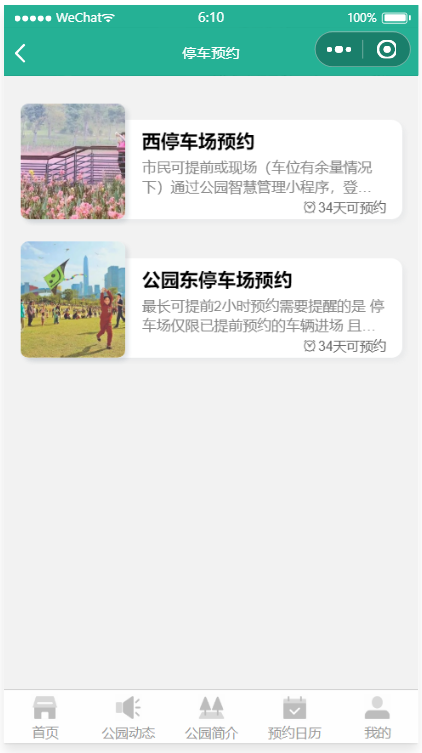 WeChat 6:10 100%
停车预约
西停车场预约
市民可提前或现场（车位有余量情况
下）通过公园智慧管理小程序，登...
34天可预约
公园东停车场预约
最长可提前2小时预约需要提醒的是 停
车场仅限已提前预约的车辆进场 且...
34天可预约
首页 公园动态 公园简介 预约日历 我的